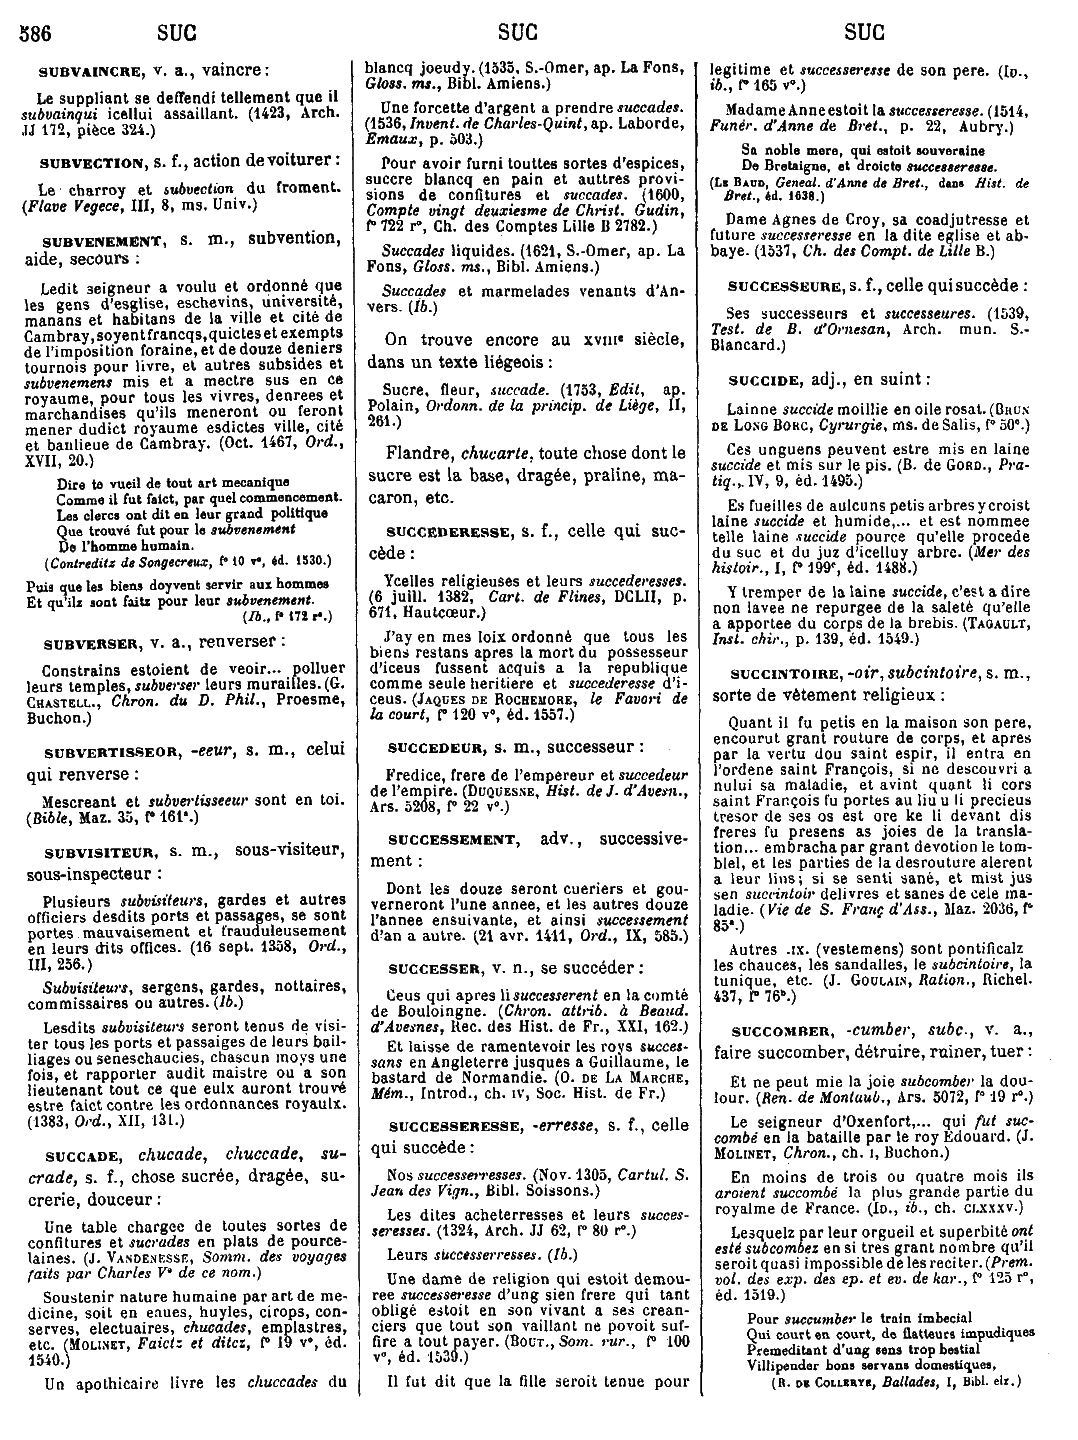 586 SUC SUC SUC
SUBVAINCRE, v. a., vaincre :
Le suppliant se deffendi tellement que il
subvainqui icellui assaillant. (1423, Arch.
JJ 172, pièce 324.)
SUBVECTION, s. f., action de voiturer :
Le charroy et subvection du froment.
(Flave Vegece, III, 8, ms. Univ.)
SUBVENEMENT, s. m., subvention,
aide, secours :
Ledit seigneur a voulu et ordonné que
les gens d'esglise, eschevins, université,
manans et habitans de la ville et cité de
Cambray, soyent francqs, quictes et exempts
de l'imposition foraine, et de douze deniers
tournois pour livre, et autres subsides et
subvenemens mis et a mectre sus en ce
royaume, pour tous les vivres, denrees et
marchandises qu'ils meneront ou feront
mener dudict royaume esdictes ville, cité
et banlieue de Cambray. (Oct. 1467, Ord.,
XVII, 20.)
Dire te vueil de tout art mecanique
Comme il fut faict, par quel commencement.
Les clercs ont dit en leur grand politique
Que trouvé fut pour le subvenement
De l'homme humain.
(Contreditz de Songecreux, f° 10 r°, éd. 1530.)
Puis que les biens doyvent servir aux hommes
Et qu'ilz sont faitz pour leur subvenement.
(Ib., f° 172 r°.)
SUBVERSER, v. a., renverser :
Constrains estoient de veoir... polluer
leurs temples, subverser leurs murailles. (G.
CHASTELL., Chron. du D. Phil., Proesme,
Buchon.)
SUBVERTISSEOR, -eeur, s. m., celui
qui renverse :
Mescreant et subvertisseeur sont en toi.
(Bible, Maz. 35, f° 161ª.)
SUBVISITEUR, s. m., sous-visiteur,
sous-inspecteur :
Plusieurs subvisiteurs, gardes et autres
officiers desdits ports et passages, se sont
portes mauvaisement et frauduleusement
en leurs dits offices. (16 sept. 1358, Ord.,
III, 256.)
Subvisiteurs, sergens, gardes, nottaires,
commissaires ou autres. (Ib.)
Lesdits subvisiteurs seront tenus de visi-
ter tous les ports et passaiges de leurs bail-
liages ou seneschaucies, chascun moys une
fois, et rapporter audit maistre ou a son
lieutenant tout ce que eulx auront trouvé
estre faict contre les ordonnances royaulx.
(1383, Ord., XII, 131.)
SUCCADE, chucade, chuccade, su-
crade, s. f., chose sucrée, dragée, su-
crerie, douceur :
Une table chargee de toutes sortes de
confitures et sucrades en plats de pource-
laines. (J. VANDENESSE, Somm. des voyages
faits par Charles V° de ce nom.)
Soustenir nature humaine par art de me-
dicine, soit en eaues, huyles, cirops, con-
serves, electuaires, chucades, emplastres,
etc. (MOLINET, Faictz et ditez, f° 19 v°, éd.
1540.)
Un apothicaire livre les chuccades du
blancq joeudy. (1535, S.-Omer, ap. La Fons,
Gloss. ms., Bibl. Amiens.)
Une forcette d'argent a prendre succades.
(1536, Invent. de Charles-Quint, ap. Laborde,
Emaux, p. 503.)
Pour avoir furni touttes sortes d'espices,
succre blancq en pain et auttres provi-
sions de confitures et succades. (1600,
Compte vingt deuxiesme de Christ. Gudin,
f° 722 r°, Ch. des Comptes Lille B 2782.)
Succades liquides. (1621, S.-Omer, ap. La
Fons, Gloss. ms., Bibl. Amiens.)
Succades et marmelades venants d'An-
vers. (Ib.)
On trouve encore au XVIIIe siècle,
dans un texte liégeois :
Sucre, fleur, succade. (1753, Edit, ap.
Polain, Ordonn. de la princip. de Liège, II,
261.)
Flandre, chucarte, toute chose dont le
sucre est la base, dragée, praline, ma-
caron, etc.
SUCCEDERESSE, s. f., celle qui suc-
cède :
Ycelles religieuses et leurs succederesses.
(6 juill. 1382, Cart. de Flines, DCLII, p.
671, Hautcœur.)
J'ay en mes loix ordonné que tous les
biens restans apres la mort du possesseur
d'iceus fussent acquis a la republique
comme seule heritiere et succederesse d'i-
ceus. (JAQUES DE ROCHEMORE, le Favori de
la court, f° 120 v°, éd. 1557.)
SUCCEDEUR, s. m., successeur :
Fredice, frere de l'empereur et succedeur
de l'empire. (DUQUESNE, Hist. de J. d'Avesn.,
Ars. 5208, f° 22 v°.)
SUCCESSEMENT, adv., successive-
ment :
Dont les douze seront cueriers et gou-
verneront l'une annee, et les autres douze
l'annee ensuivante, et ainsi successement
d'an a autre. (21 avr. 1411, Ord., IX, 585.)
SUCCESSER, v. n., se succéder :
Ceus qui apres li successerent en la comté
de Bouloingne. (Chron. attrib. à Beaud.
d'Avesnes, Rec. des Hist. de Fr., XXI, 162.)
Et laisse de ramentevoir les roys succes-
sans en Angleterre jusques a Guillaume, le
bastard de Normandie. (O. DE LA MARCHE,
Mém., Introd., ch. IV, Soc. Hist. de Fr.)
SUCCESSERESSE, -erresse, s. f., celle
qui succède :
Nos successerresses. (Nov. 1305, Cartul. S.
Jean des Vign., Bibl. Soissons.)
Les dites acheterresses et leurs succes-
seresses. (1324, Arch. JJ 62, f° 80 r°.)
Leurs successerresses. (Ib.)
Une dame de religion qui estoit demou-
ree successeresse d'ung sien frere qui tant
obligé estoit en son vivant a ses crean-
ciers que tout son vaillant ne povoit suf-
fire a tout payer. (BOUT., Som. rur., f° 100
v°, éd. 1539.)
Il fut dit que la fille seroit tenue pour
legitime et successeresse de son pere. (ID.,
ib., f° 165 v°.)
Madame Anne estoit la successeresse. (1514,
Funér. d'Anne de Bret., p. 22, Aubry.)
Sa noble mere, qui estoit souveraine
De Bretaigne, et droicte successeresse.
(LE BAUD, Geneal. d'Anne de Bret., dans Hist. de
Bret., éd. 1638.)
Dame Agnes de Croy, sa coadjutresse et
future successeresse en la dite eglise et ab-
baye. (1537, Ch. des Compt. de Lille B.)
SUCCESSEURE, s. f., celle qui succède :
Ses successeurs et successeures. (1539,
Test. de B. d'Ornesan, Arch. mun. S.-
Blancard.)
SUCCIDE, adj., en suint :
Lainne succide moillie en oile rosat. (BRUN
DE LONG BORC, Cyrurgie, ms. de Salis, f° 50ᶜ.)
Ces unguens peuvent estre mis en laine
succide et mis sur le pis. (B. de GORD., Pra-
tiq., IV, 9, éd. 1495.)
Es fueilles de aulcuns petis arbres y croist
laine succide et humide,... et est nommee
telle laine succide pource qu'elle procede
du suc et du juz d'icelluy arbre. (Mer des
histoir., I, f° 199ᶜ, éd. 1488.)
Y tremper de la laine succide, c'est a dire
non lavee ne repurgee de la saleté qu'elle
a apportee du corps de la brebis. (TAGAULT,
Inst. chir., p. 139, éd. 1549.)
SUCCINTOIRE, -oir, subcintoire, s. m.,
sorte de vêtement religieux :
Quant il fu petis en la maison son pere,
encourut grant routure de corps, et apres
par la vertu dou saint espir, il entra en
l'ordene saint François, si ne descouvri a
nului sa maladie, et avint quant li cors
saint François fu portes au liu u li precieus
tresor de ses os est ore ke li devant dis
freres fu presens as joies de la transla-
tion... embracha par grant devotion le tom-
blel, et les parties de la desrouture alerent
a leur lius; si se senti sané, et mist jus
sen succintoir delivres et sanes de cele ma-
ladie. (Vie de S. Franç d'Ass., Maz. 2036, f°
85ª.)
Autres .IX. (vestemens) sont pontificalz
les chauces, les sandalles, le subcintoire, la
tunique, etc. (J. GOULAIN, Ration., Richel.
437, f° 76ᵇ.)
SUCCOMBER, -cumber, subc., v. a.,
faire succomber, détruire, ruiner, tuer :
Et ne peut mie la joie subcomber la dou-
lour. (Ren. de Montaub., Ars. 5072, f° 19 r°.)
Le seigneur d'Oxenfort,... qui fut suc-
combé en la bataille par le roy Edouard. (J.
MOLINET, Chron., ch. I, Buchon.)
En moins de trois ou quatre mois ils
aroient succombé la plus grande partie du
royalme de France. (ID., ib., ch. CLXXXV.)
Lesquelz par leur orgueil et superbité ont
esté subcombez en si tres grant nombre qu'il
seroit quasi impossible de les reciter. (Prem.
vol. des exp. des ep. et ev. de kar., f° 125 r°,
éd. 1519.)
Pour succumber le train imbecial
Qui court en court, de flatteurs impudiques
Premeditant d'ung sens trop bestial
Villipender bons servans domestiques,
(R. DE COLLERYE, Ballades, I, Bibl. elz.)